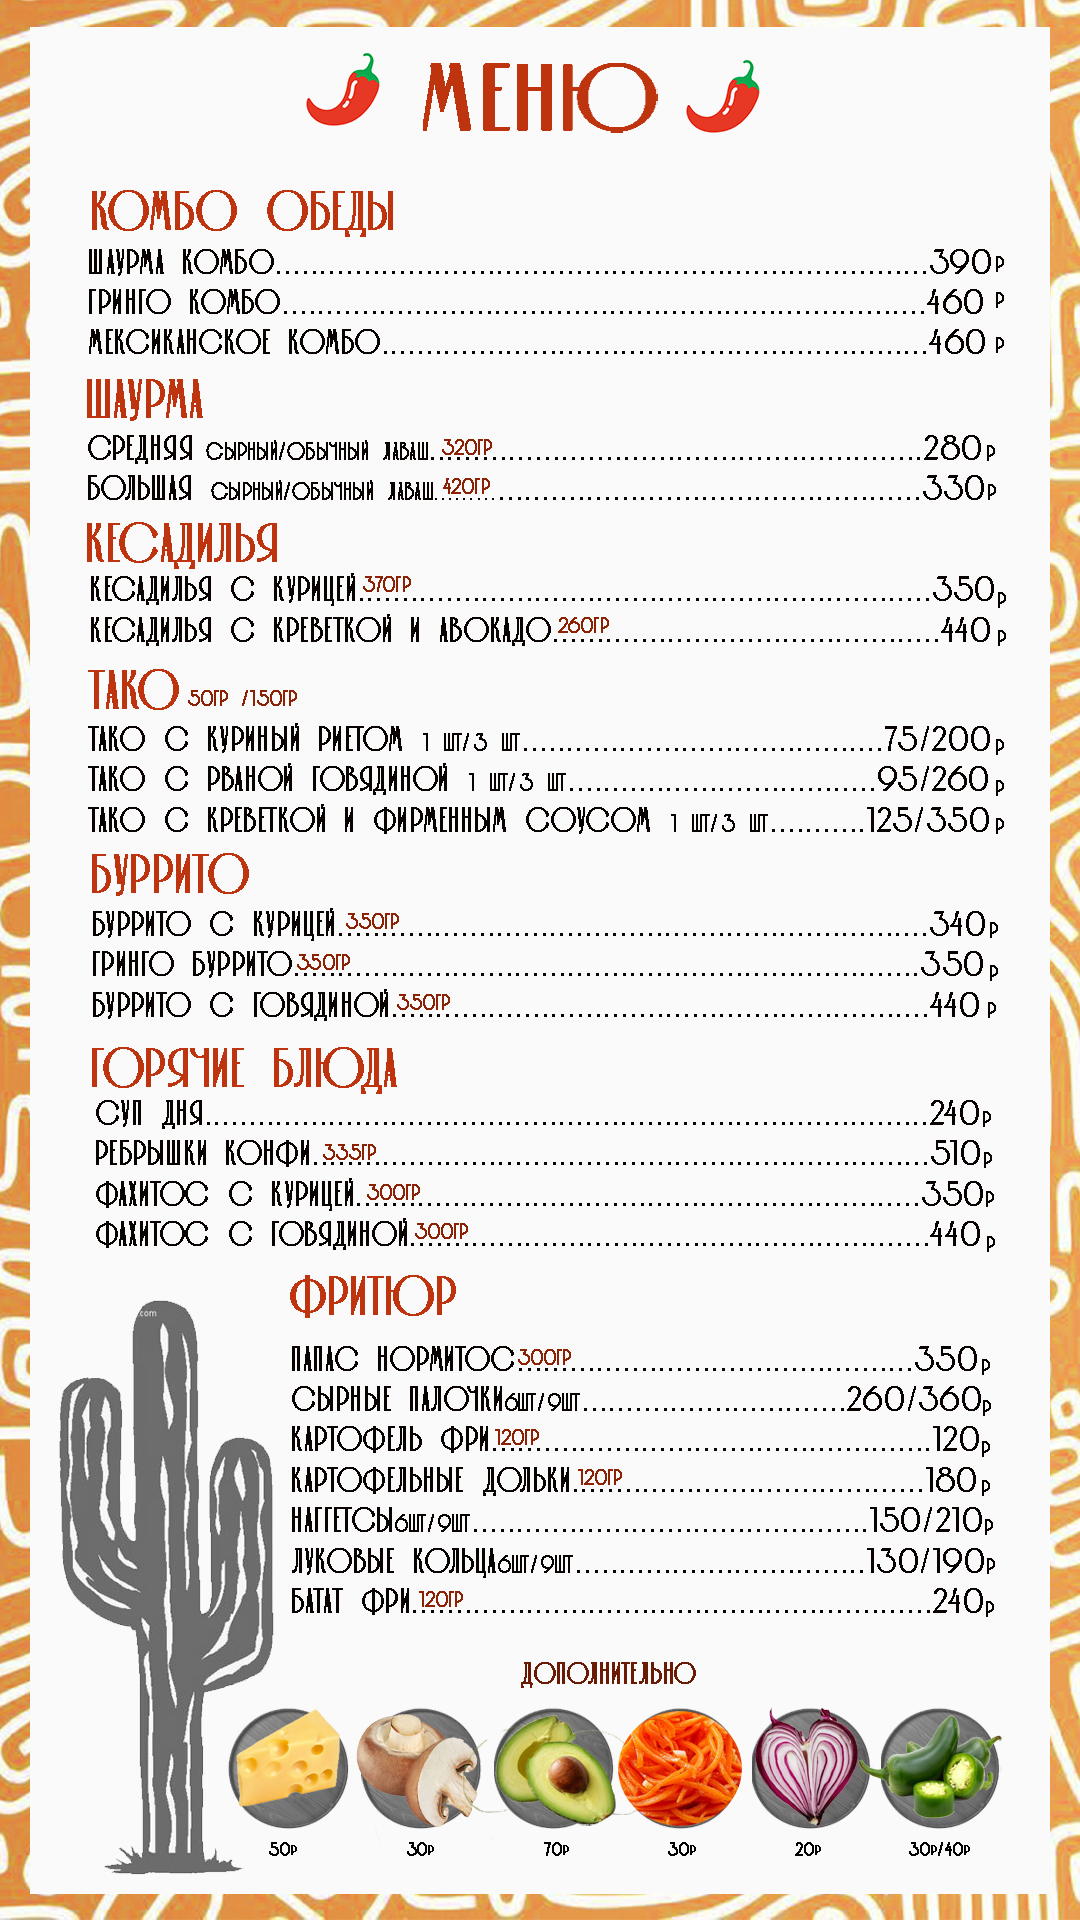 МЕНЮ
КОМБО ОБЕДЫ
ШАУРМА КОМБО....390Р
ГРИНГО КОМБО....460 Р
МЕКСИКАНСКОЕ КОМБО....460 Р
ШАУРМА
СРЕДНЯЯ СЫРНЫЙ/ОБЫЧНЫЙ ЛАВАШ 320ГР....280Р
БОЛЬШАЯ СЫРНЫЙ/ОБЫЧНЫЙ ЛАВАШ 420ГР....330Р
КЕСАДИЛЬЯ
КЕСАДИЛЬЯ С КУРИЦЕЙ 370ГР....350Р
КЕСАДИЛЬЯ С КРЕВЕТКОЙ И АВОКАДО 260ГР....440Р
ТАКО 50ГР /150ГР
ТАКО С КУРИНЫЙ РИЕТОМ 1 ШТ/3 ШТ....75/200Р
ТАКО С РВАНОЙ ГОВЯДИНОЙ 1 ШТ/3 ШТ....95/260Р
ТАКО С КРЕВЕТКОЙ И ФИРМЕННЫМ СОУСОМ 1 ШТ/3 ШТ....125/350Р
БУРРИТО
БУРРИТО С КУРИЦЕЙ 350ГР....340Р
ГРИНГО БУРРИТО 350ГР....350Р
БУРРИТО С ГОВЯДИНОЙ 350ГР....440Р
ГОРЯЧИЕ БЛЮДА
СУП ДНЯ....240Р
РЕБРЫШКИ КОНФИ 335ГР....510Р
ФАХИТОС С КУРИЦЕЙ 300ГР....350Р
ФАХИТОС С ГОВЯДИНОЙ 300ГР....440Р
ФРИТЮР
ПАПАС НОРМИТОС 300ГР....350Р
СЫРНЫЕ ПАЛОЧКИ 6ШТ/9ШТ....260/360Р
КАРТОФЕЛЬ ФРИ 120ГР....120Р
КАРТОФЕЛЬНЫЕ ДОЛЬКИ 120ГР....180Р
НАГГЕТСЫ 6ШТ/9ШТ....150/210Р
ЛУКОВЫЕ КОЛЬЦА 6ШТ/9ШТ....130/190Р
БАТАТ ФРИ 120ГР....240Р
.com
ДОПОЛНИТЕЛЬНО
50Р 30Р 70Р 30Р 20Р 30Р/40Р